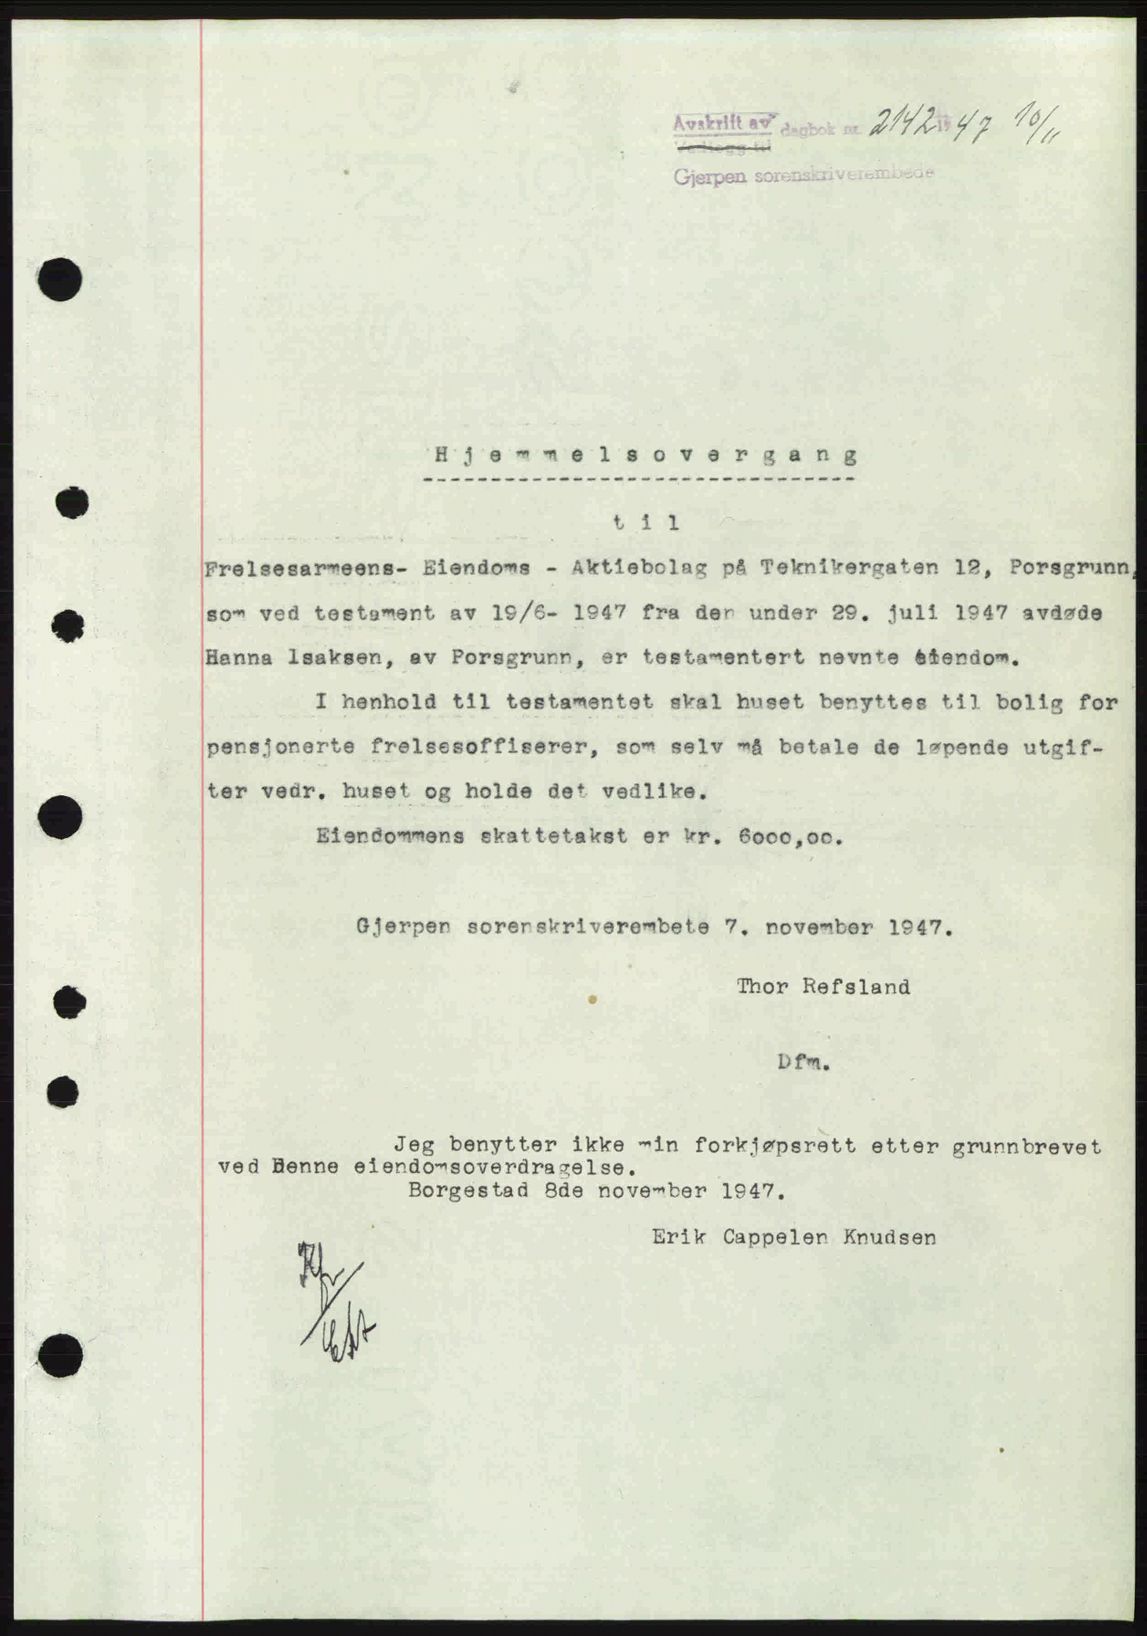 Avskrift av dagbok nr. 2142 1947 10/11
Vedlegg til
Gjerpen sorenskriverembede
Hjemmelsovergang
til
Frelsesarmeens- Eiendoms - Aktiebolag på Teknikergaten 12, Porsgrunn,
som ved testament av 19/6- 1947 fra den under 29. juli 1947 avdøde
Hanna Isaksen, av Porsgrunn, er testamentert nevnte eiendom.
I henhold til testamentet skal huset benyttes til bolig for
pensjonerte frelsesoffiserer, som selv må betale de løpende utgif-
ter vedr. huset og holde det vedlike.
Eiendommens skattetakst er kr. 6000,00.
Gjerpen sorenskriverembete 7. november 1947.
Thor Refsland
Dfm.
Jeg benytter ikke min forkjøpsrett etter grunnbrevet
ved denne eiendomsoverdragelse.
Borgestad 8de november 1947.
Erik Cappelen Knudsen